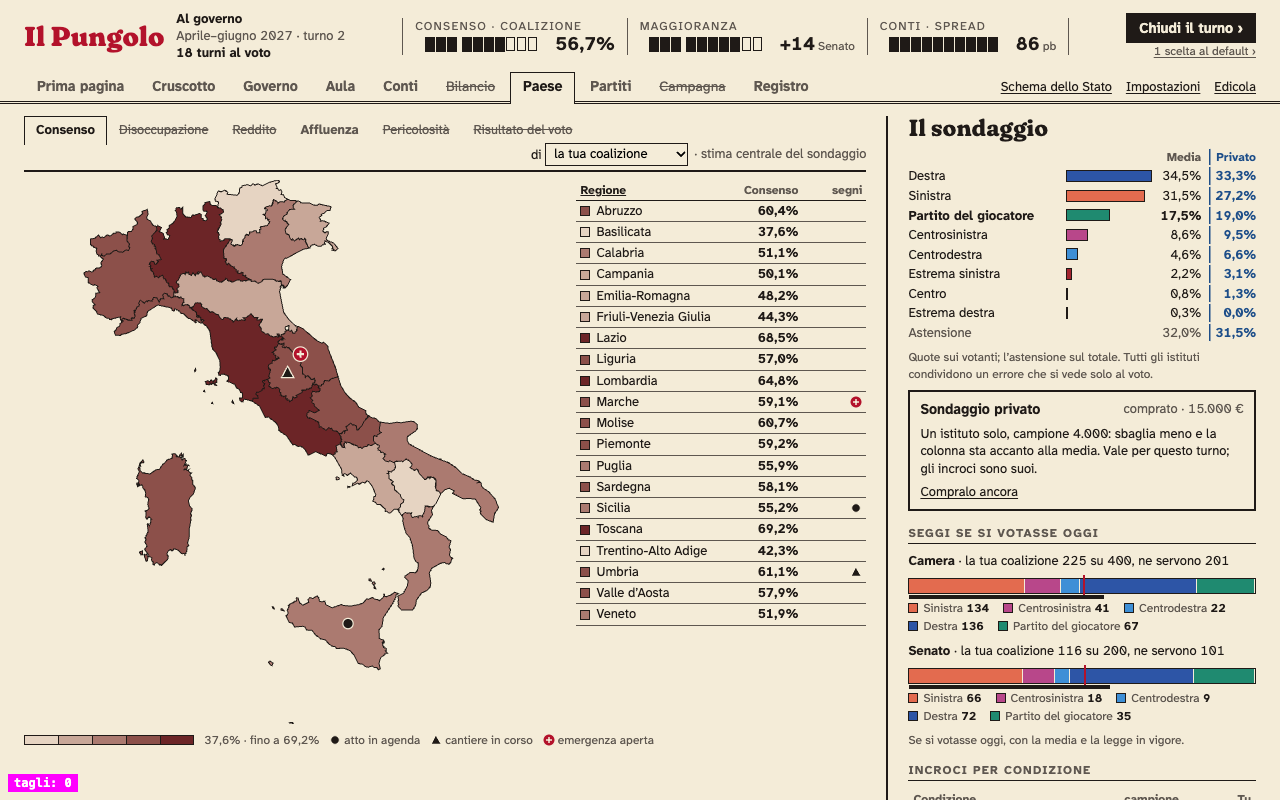 Il Pungolo
Al governo
Aprile–giugno 2027 · turno 2
18 turni al voto
CONSENSO · COALIZIONE
56,7%
MAGGIORANZA
+14 Senato
CONTI · SPREAD
86 pb
Chiudi il turno ›
1 scelta al default ›
Prima pagina Cruscotto Governo Aula Conti Bilancio Paese Partiti Campagna Registro
Schema dello Stato Impostazioni Edicola
Consenso Disoccupazione Reddito Affluenza Pericolosità Risultato del voto
di la tua coalizione · stima centrale del sondaggio
Regione Consenso segni
Abruzzo 60,4%
Basilicata 37,6%
Calabria 51,1%
Campania 50,1%
Emilia-Romagna 48,2%
Friuli-Venezia Giulia 44,3%
Lazio 68,5%
Liguria 57,0%
Lombardia 64,8%
Marche 59,1%
Molise 60,7%
Piemonte 59,2%
Puglia 55,9%
Sardegna 58,1%
Sicilia 55,2%
Toscana 69,2%
Trentino-Alto Adige 42,3%
Umbria 61,1%
Valle d'Aosta 57,9%
Veneto 51,9%
37,6% · fino a 69,2% atto in agenda cantiere in corso emergenza aperta
tagli: 0
Il sondaggio
Media Privato
Destra 34,5% 33,3%
Sinistra 31,5% 27,2%
Partito del giocatore 17,5% 19,0%
Centrosinistra 8,6% 9,5%
Centrodestra 4,6% 6,6%
Estrema sinistra 2,2% 3,1%
Centro 0,8% 1,3%
Estrema destra 0,3% 0,0%
Astensione 32,0% 31,5%
Quote sui votanti; l'astensione sul totale. Tutti gli istituti
condividono un errore che si vede solo al voto.
Sondaggio privato comprato · 15.000 €
Un istituto solo, campione 4.000: sbaglia meno e la
colonna sta accanto alla media. Vale per questo turno;
gli incroci sono suoi.
Compralo ancora
SEGGI SE SI VOTASSE OGGI
Camera · la tua coalizione 225 su 400, ne servono 201
Sinistra 134 Centrosinistra 41 Centrodestra 22
Destra 136 Partito del giocatore 67
Senato · la tua coalizione 116 su 200, ne servono 101
Sinistra 66 Centrosinistra 18 Centrodestra 9
Destra 72 Partito del giocatore 35
Se si votasse oggi, con la media e la legge in vigore.
INCROCI PER CONDIZIONE
Condizione campione Tu